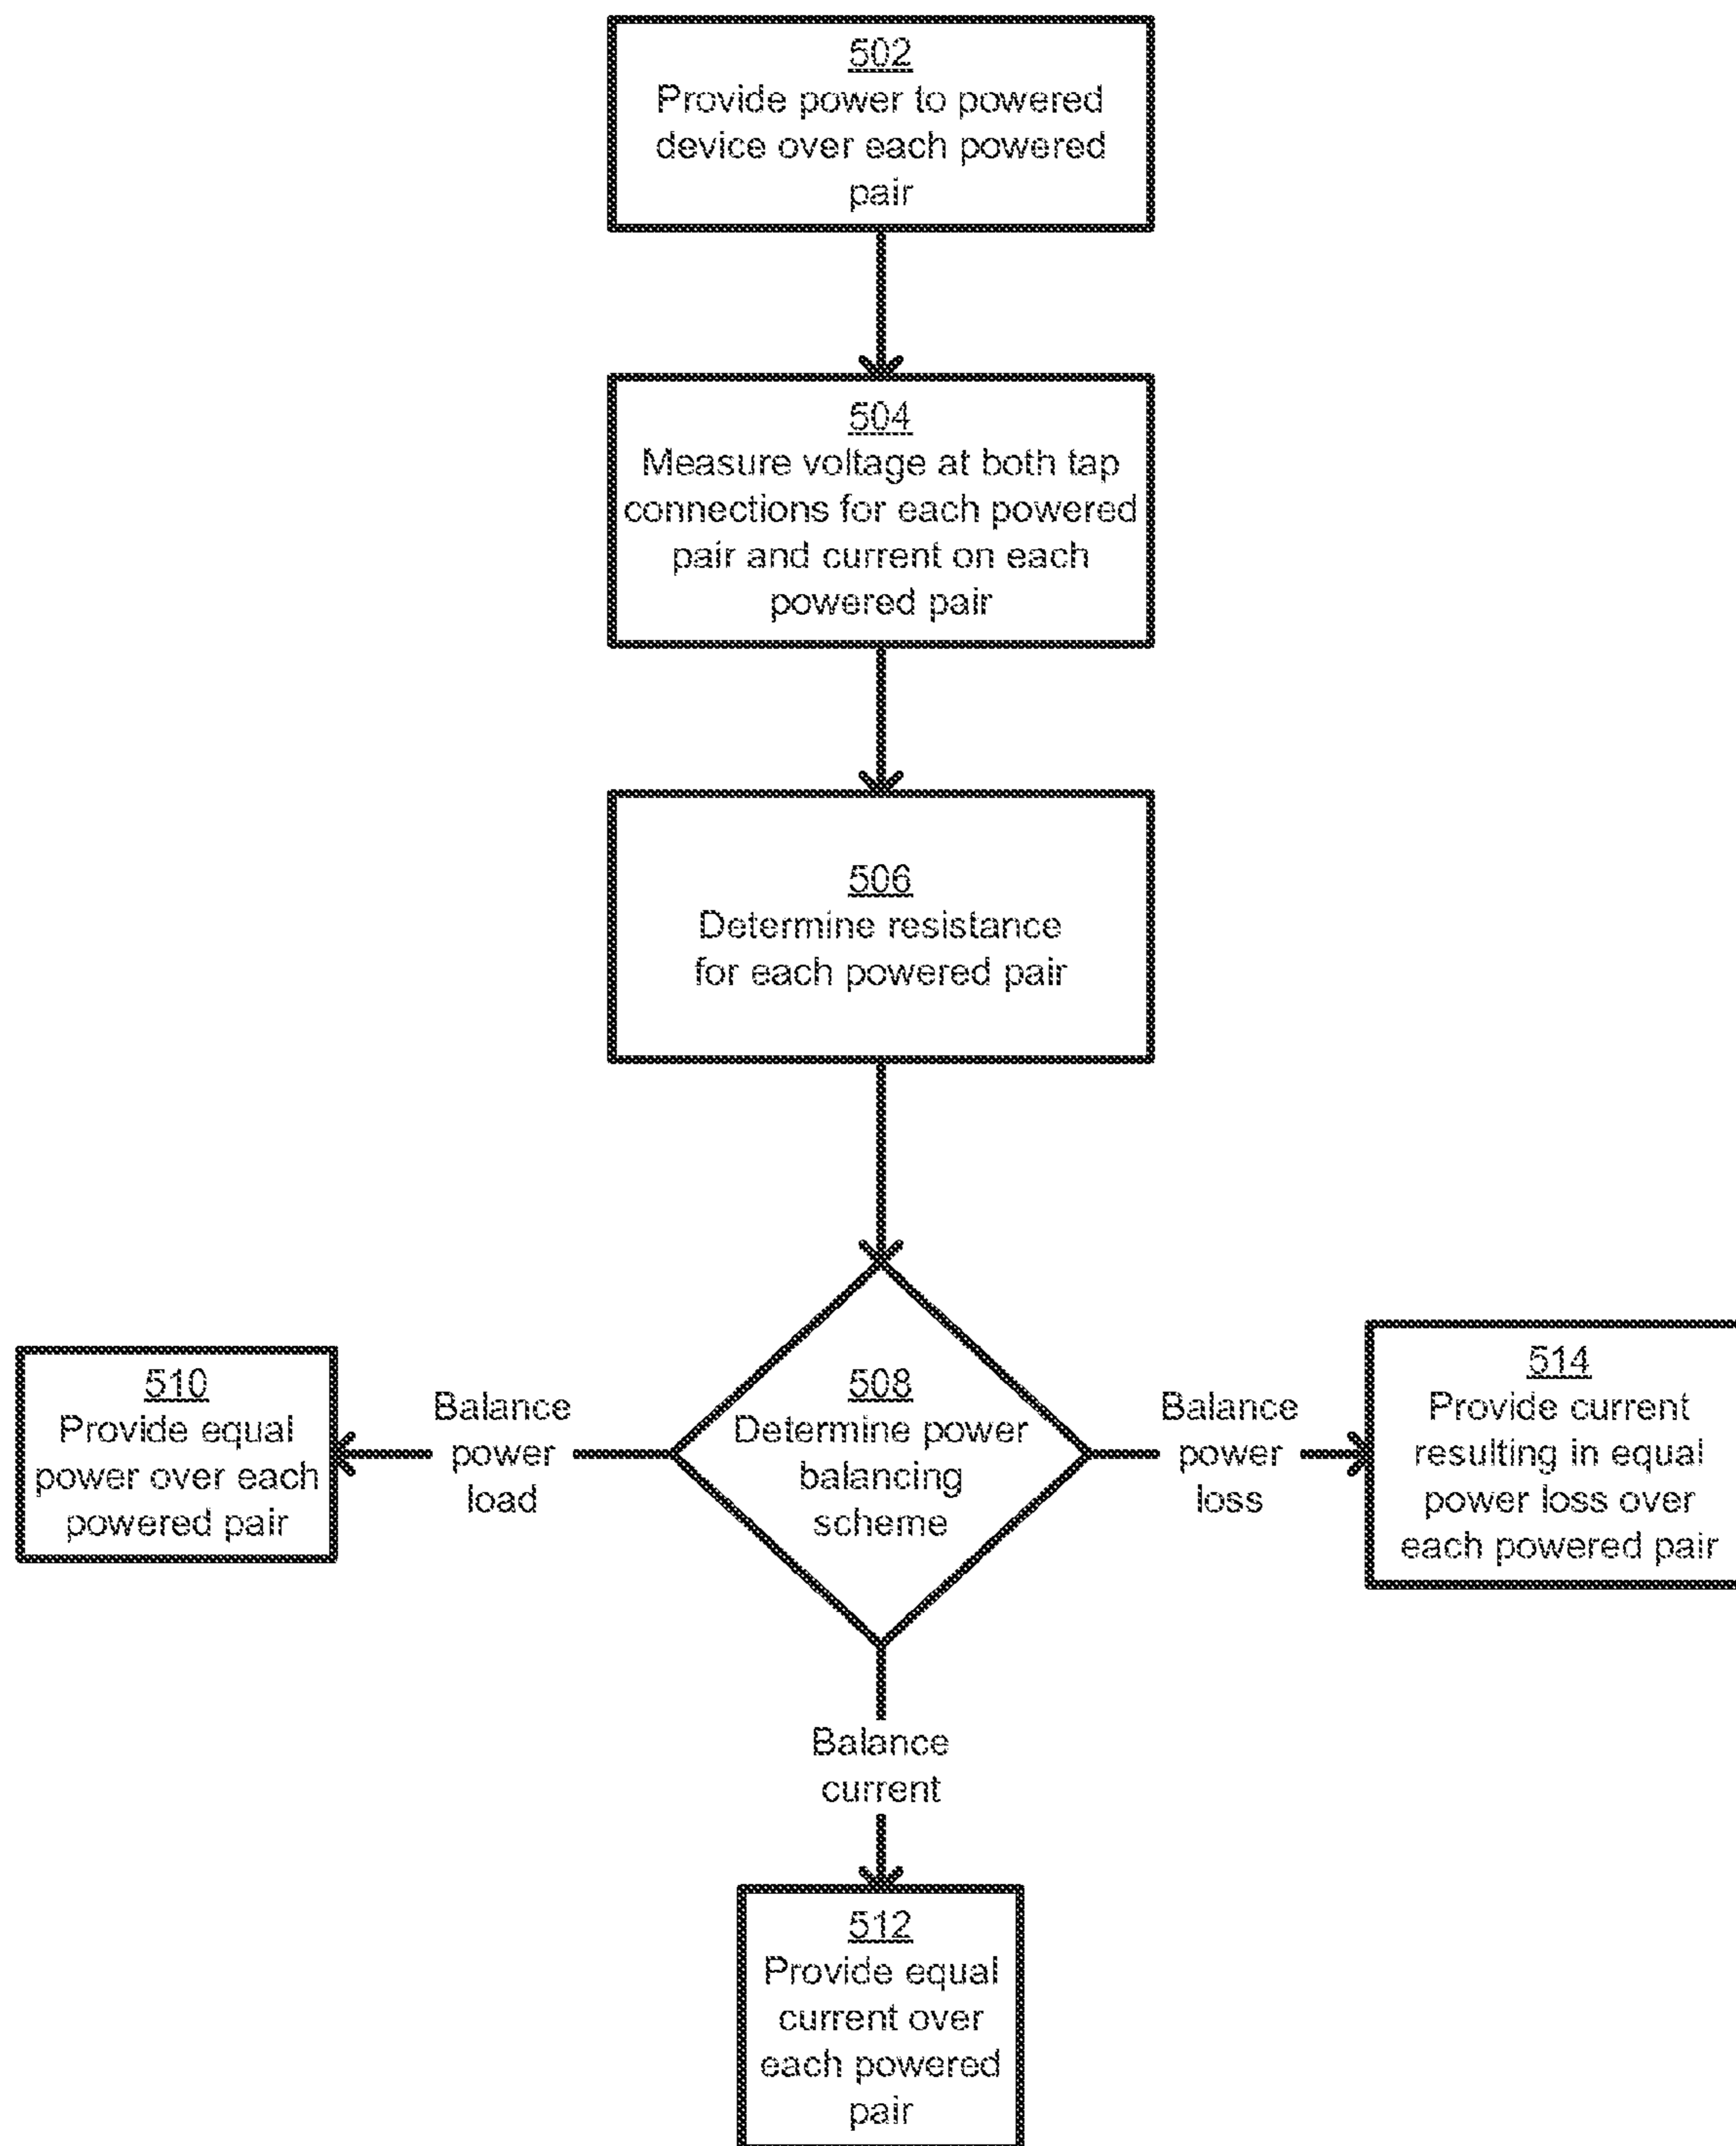 502
Provide power to powered
device over each powered
pair
504
Measure voltage at both tap
connections for each powered
pair and current on each
powered pair
506
Determine resistance
for each powered pair
508
Determine power
balancing
scheme
Balance
power
load
510
Provide equal
power over each
powered pair
Balance
power
loss
514
Provide current
resulting in equal
power loss over
each powered pair
Balance
current
512
Provide equal
current over
each powered
pair